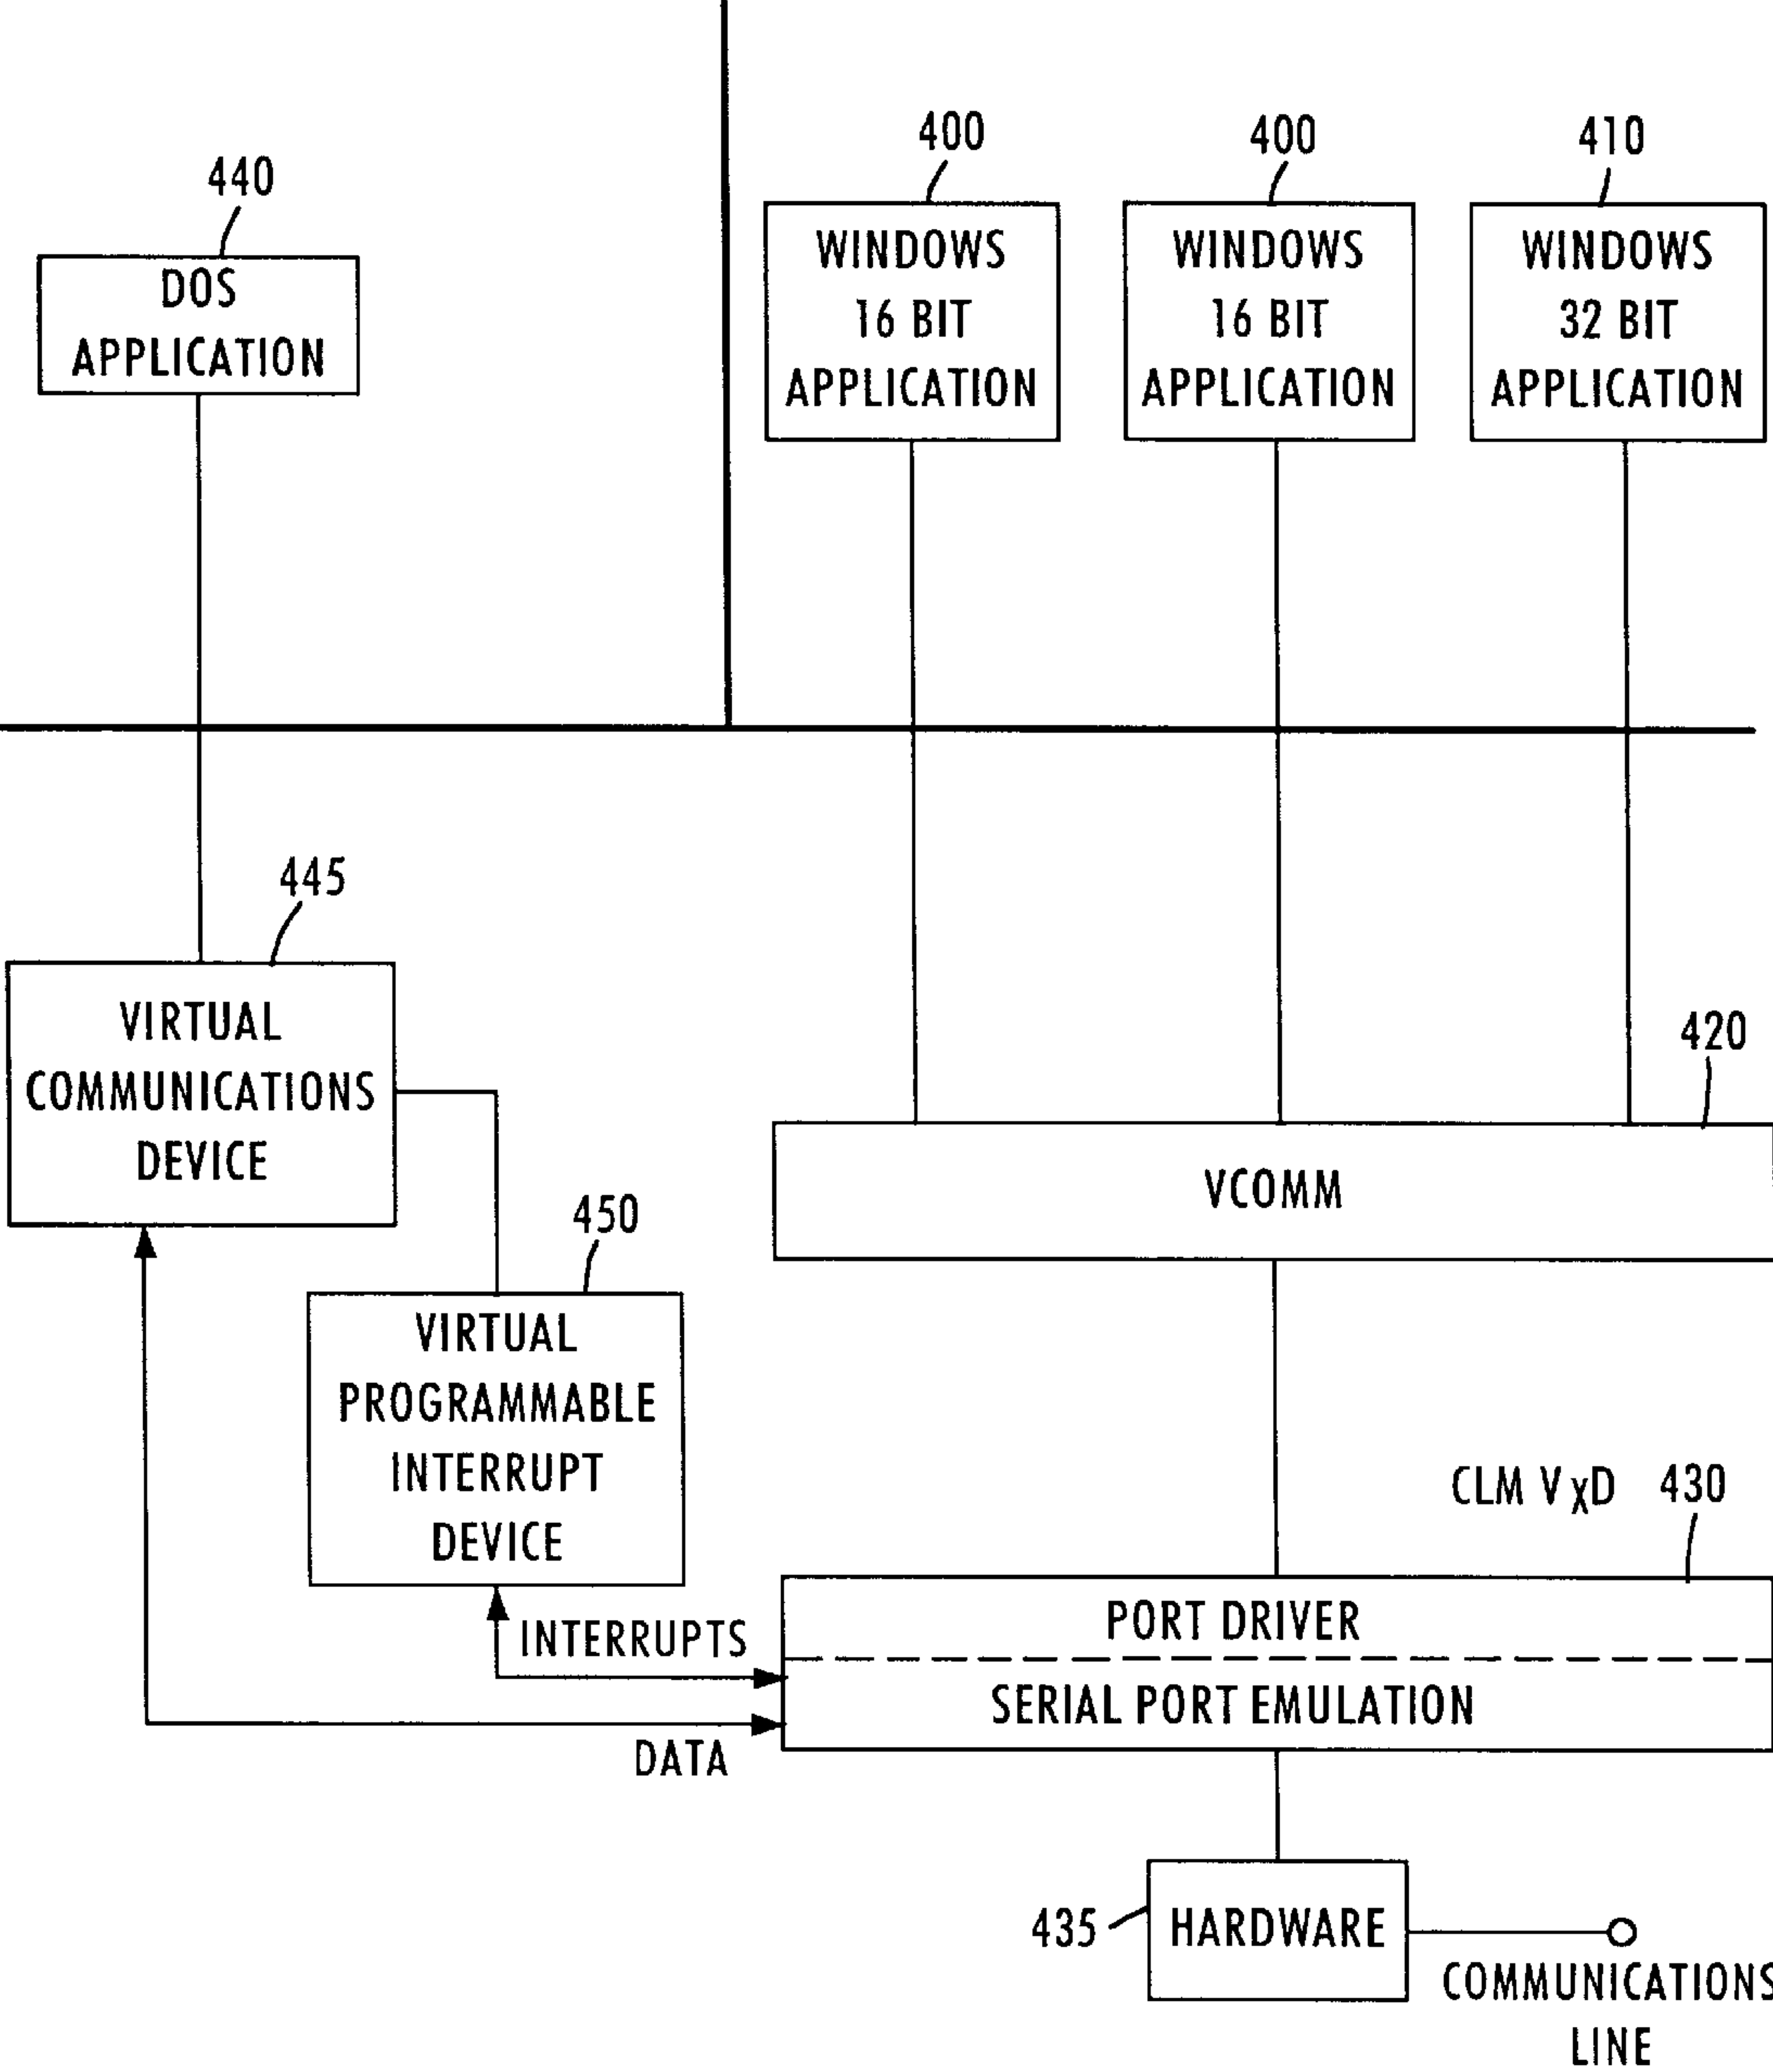 400
400
410
440
WINDOWS
16 BIT
APPLICATION
WINDOWS
16 BIT
APPLICATION
WINDOWS
32 BIT
APPLICATION
DOS
APPLICATION
445
VIRTUAL
COMMUNICATIONS
DEVICE
420
VCOMM
450
VIRTUAL
PROGRAMMABLE
INTERRUPT
DEVICE
CLM VXD 430
PORT DRIVER
INTERRUPTS
SERIAL PORT EMULATION
DATA
435
HARDWARE
COMMUNICATIONS
LINE